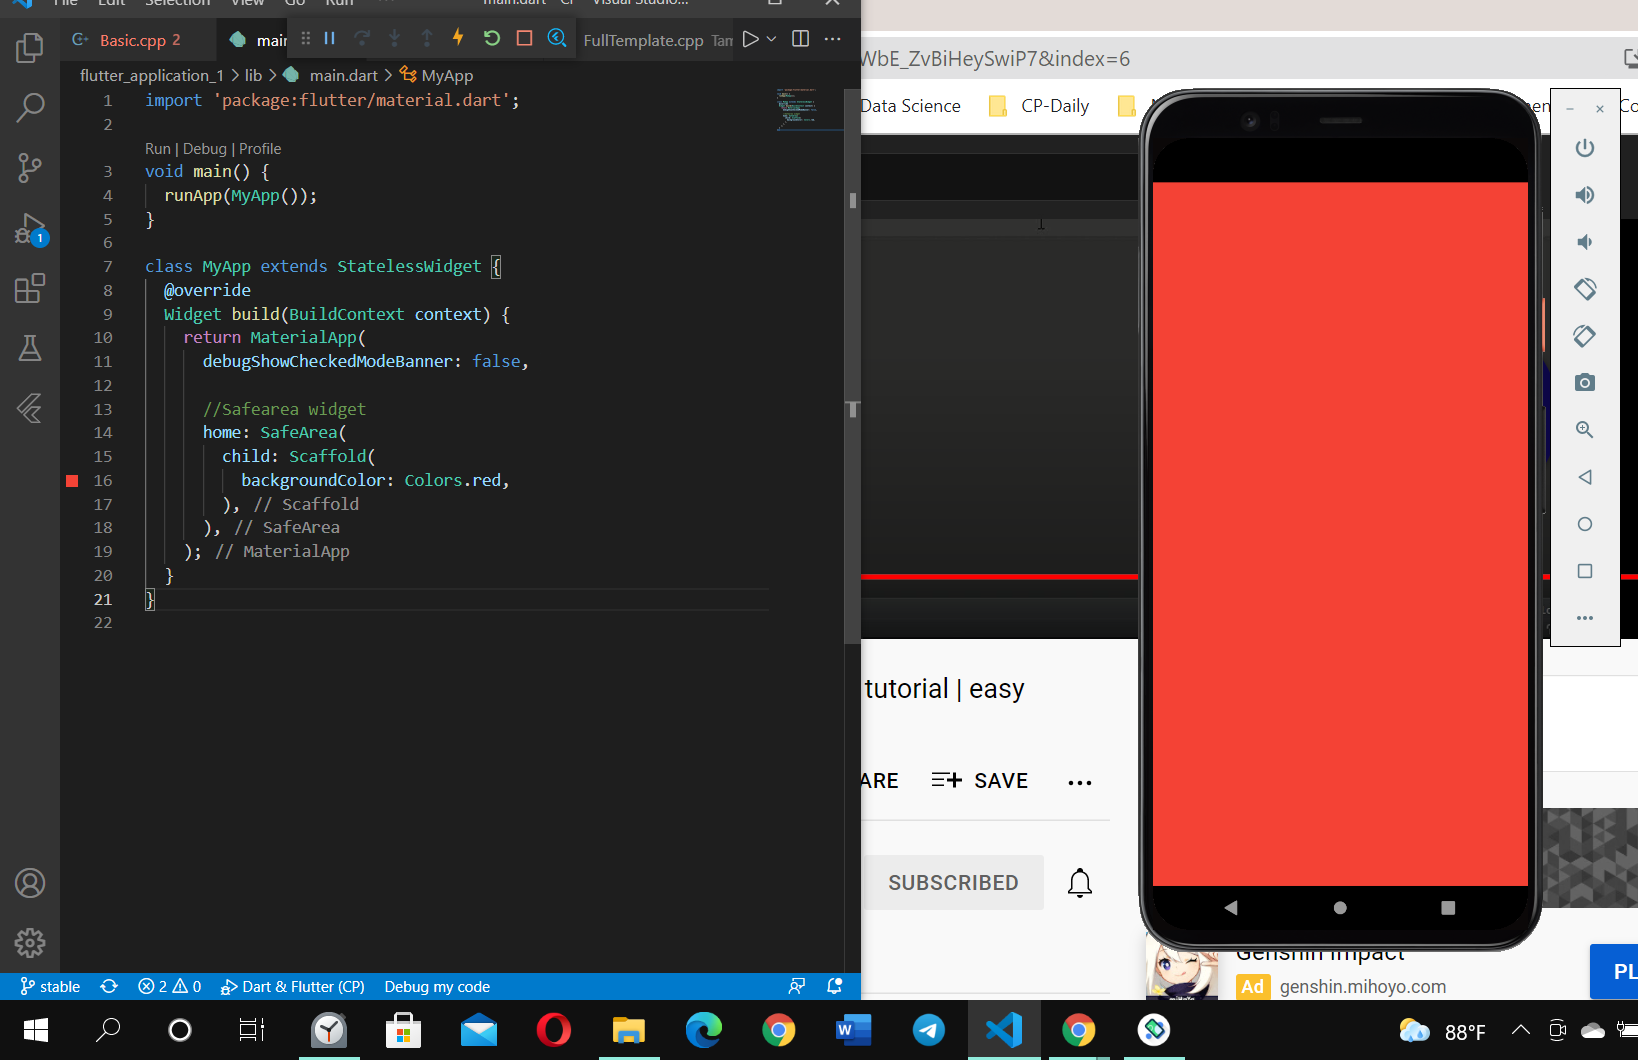 File Edit Selection View Go Run ... main.dart
Basic.cpp 2
main
FullTemplate.cpp Tam
flutter_application_1 > lib > main.dart > MyApp
1 import 'package:flutter/material.dart';
2
Run | Debug | Profile
3 void main() {
4 runApp(MyApp());
5 }
6
7 class MyApp extends StatelessWidget {
8 @override
9 Widget build(BuildContext context) {
10 return MaterialApp(
11 debugShowCheckedModeBanner: false,
12
13 //Safearea widget
14 home: SafeArea(
15 child: Scaffold(
16 backgroundColor: Colors.red,
17 ), // Scaffold
18 ), // SafeArea
19 ); // MaterialApp
20 }
21 }
22
1
stable 2 0 Dart & Flutter (CP) Debug my code
WbE_ZvBiHeySwiP7&index=6
Data Science CP-Daily
tutorial | easy
ARE SAVE ...
SUBSCRIBED
Genshin Impact
Ad genshin.mihoyo.com
PL
88°F